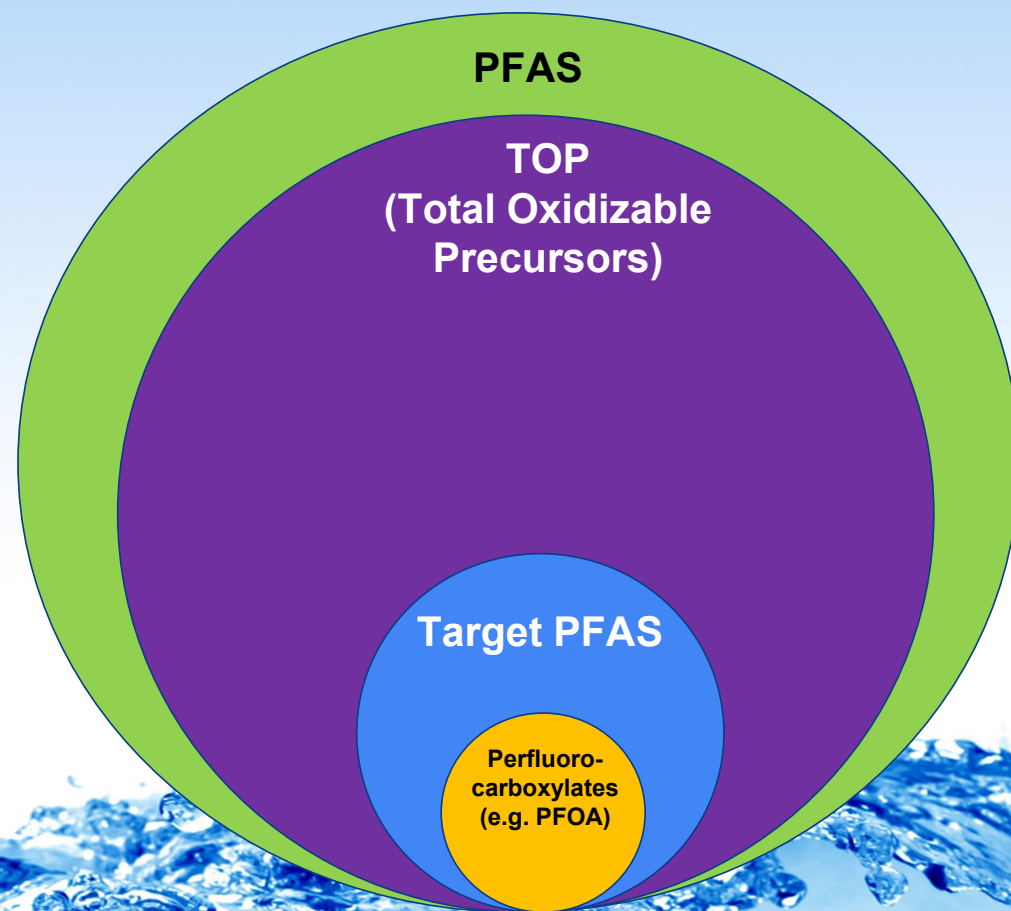 PFAS
TOP
(Total Oxidizable
Precursors)
Target PFAS
Perfluoro-
carboxylates
(e.g. PFOA)